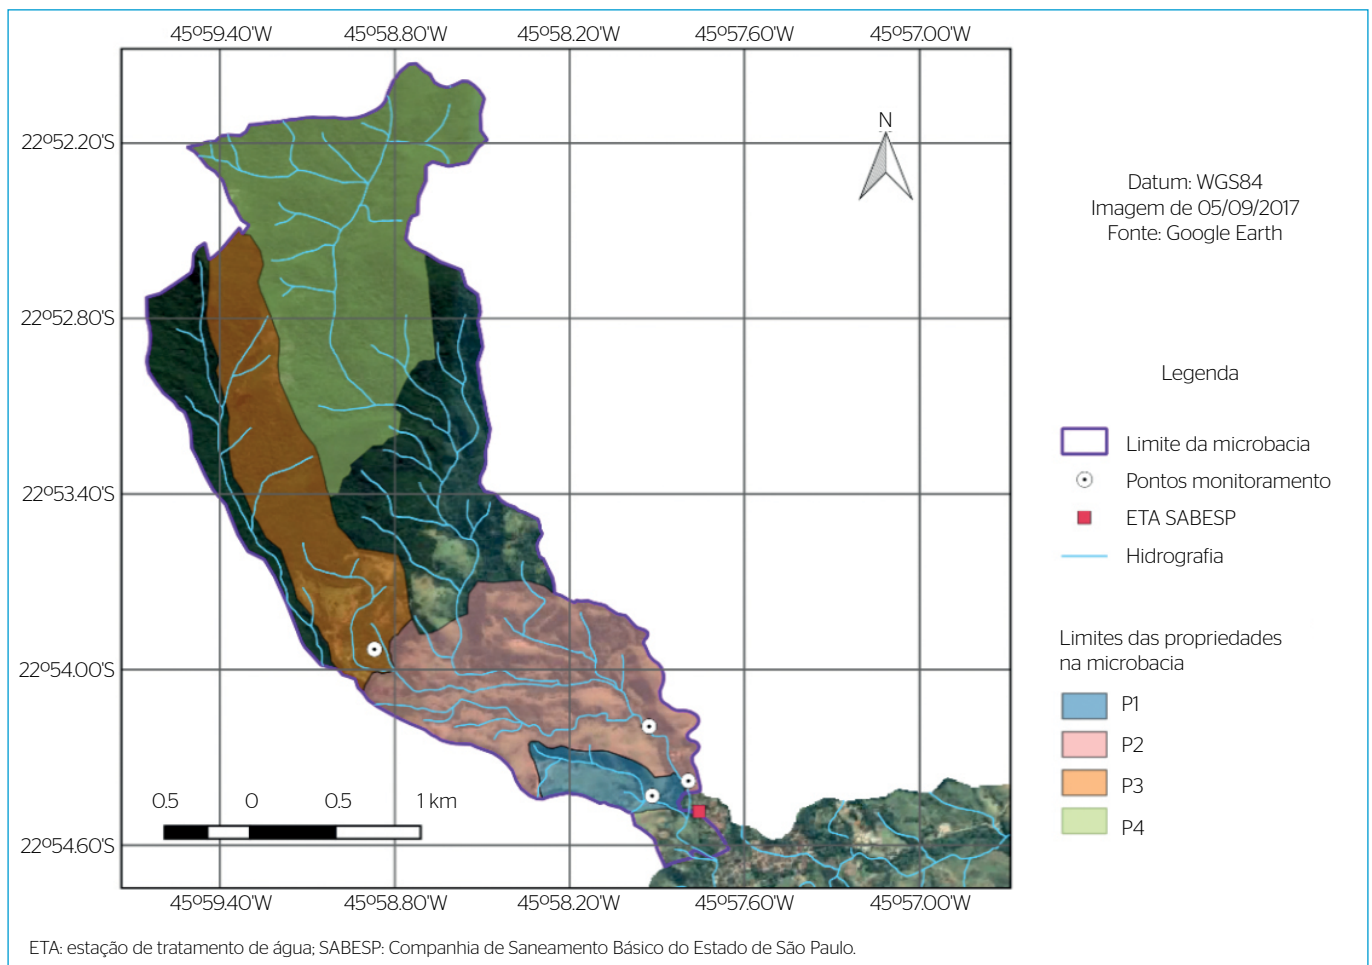 45º59.40'W 45º58.80'W 45º58.20'W 45º57.60'W 45º57.00'W
22º52.20'S
22º52.80'S
22º53.40'S
22º54.00'S
22º54.60'S
N
0.5 0 0.5 1 km
45º59.40'W 45º58.80'W 45º58.20'W 45º57.60'W 45º57.00'W
Datum: WGS84
Imagem de 05/09/2017
Fonte: Google Earth
Legenda
Limite da microbacia
Pontos monitoramento
ETA SABESP
Hidrografia
Limites das propriedades
na microbacia
P1
P2
P3
P4
ETA: estação de tratamento de água; SABESP: Companhia de Saneamento Básico do Estado de São Paulo.